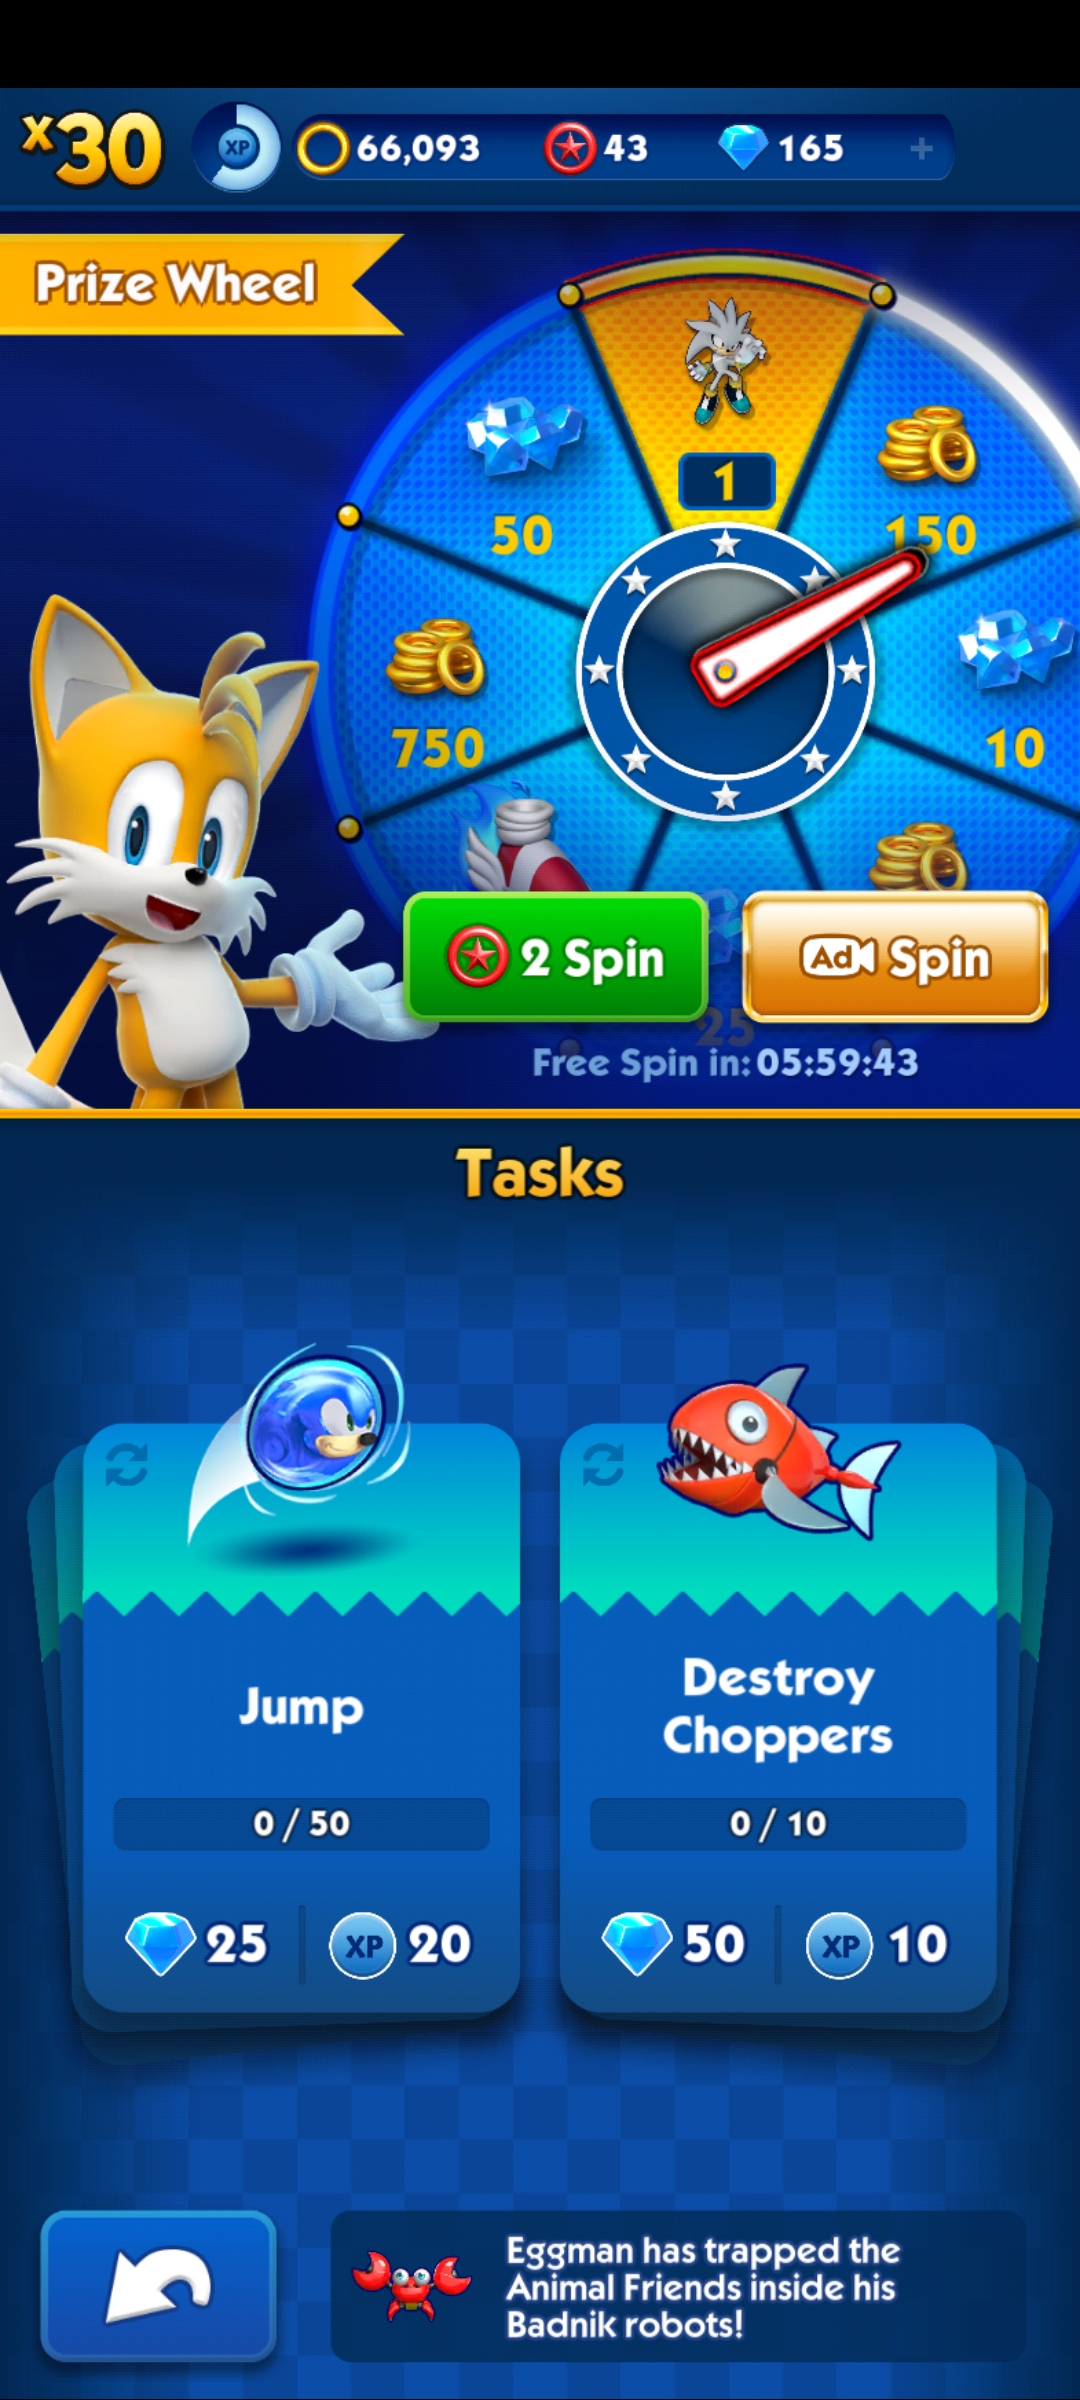 x30
XP
66,093
43
165
+
Prize Wheel
1
50
150
750
10
2 Spin
Ad Spin
25
Free Spin in: 05:59:43
Tasks
Jump
Destroy
Choppers
0 / 50
0 / 10
25
XP 20
50
XP 10
Eggman has trapped the
Animal Friends inside his
Badnik robots!